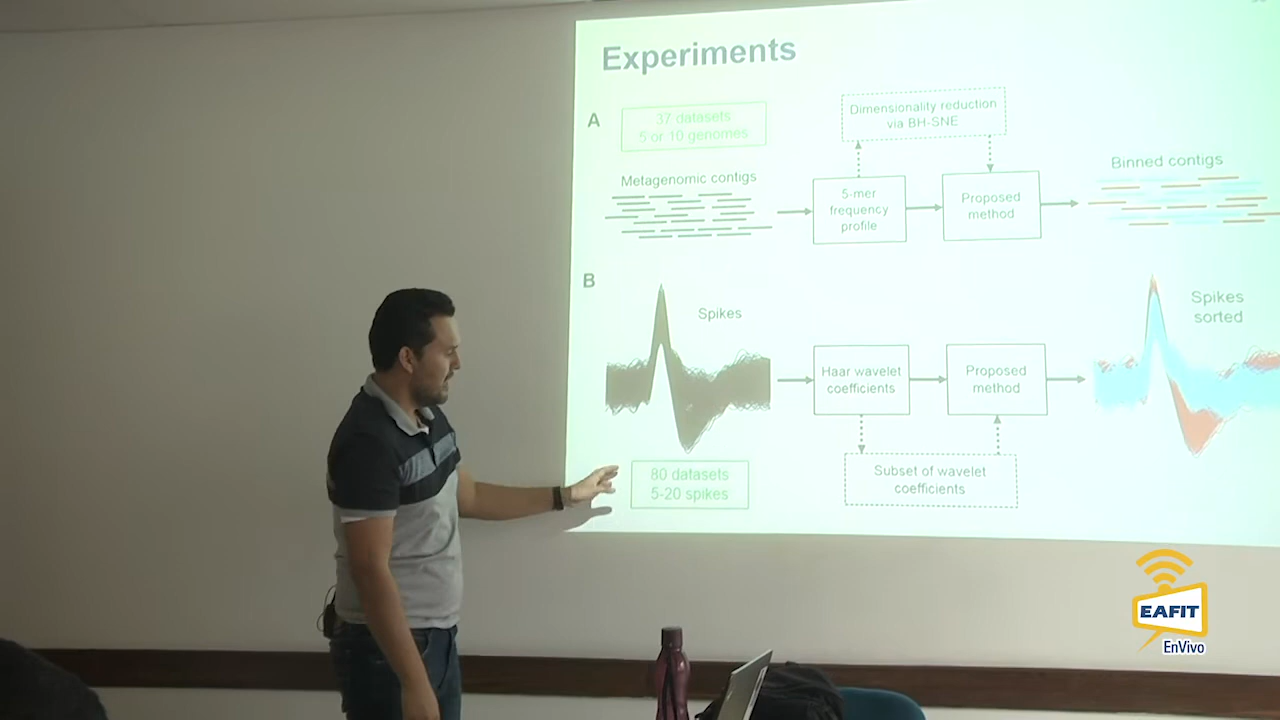 Experiments
A
37 datasets
5 or 10 genomes
Dimensionality reduction
via BH-SNE
Metagenomic contigs
5-mer
frequency
profile
Proposed
method
Binned contigs
B
Spikes
Haar wavelet
coefficients
Proposed
method
Spikes
sorted
80 datasets
5-20 spikes
Subset of wavelet
coefficients
EAFIT
EnVivo